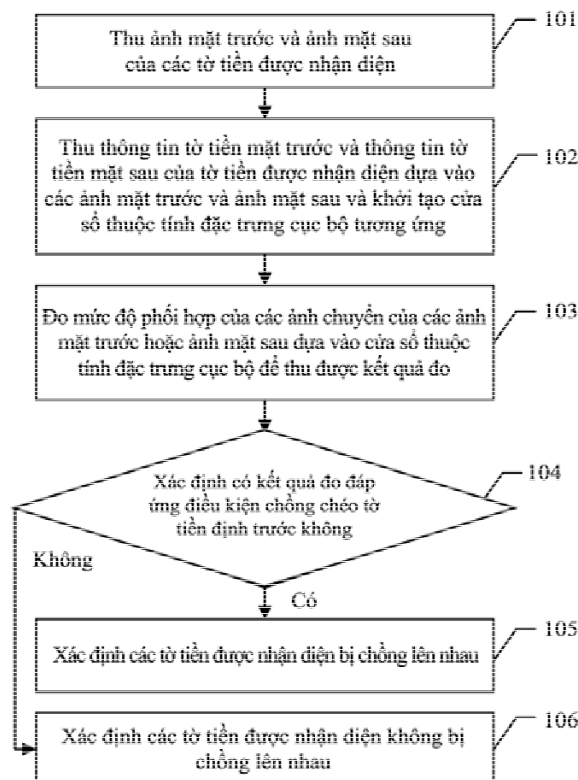 101
Thu ảnh mặt trước và ảnh mặt sau
của các tờ tiền được nhận diện
102
Thu thông tin tờ tiền mặt trước và thông tin tờ
tiền mặt sau của tờ tiền được nhận diện dựa vào
các ảnh mặt trước và ảnh mặt sau và khởi tạo cửa
sổ thuộc tính đặc trưng cục bộ tương ứng
103
Đo mức độ phối hợp của các ảnh chuyển của các ảnh
mặt trước hoặc ảnh mặt sau dựa vào cửa sổ thuộc
tính đặc trưng cục bộ để thu được kết quả đo
104
Xác định có kết quả đo đáp
ứng điều kiện chồng chéo tờ
tiền định trước không
Không
Có
105
Xác định các tờ tiền được nhận diện bị chồng lên nhau
106
Xác định các tờ tiền được nhận diện không bị
chồng lên nhau